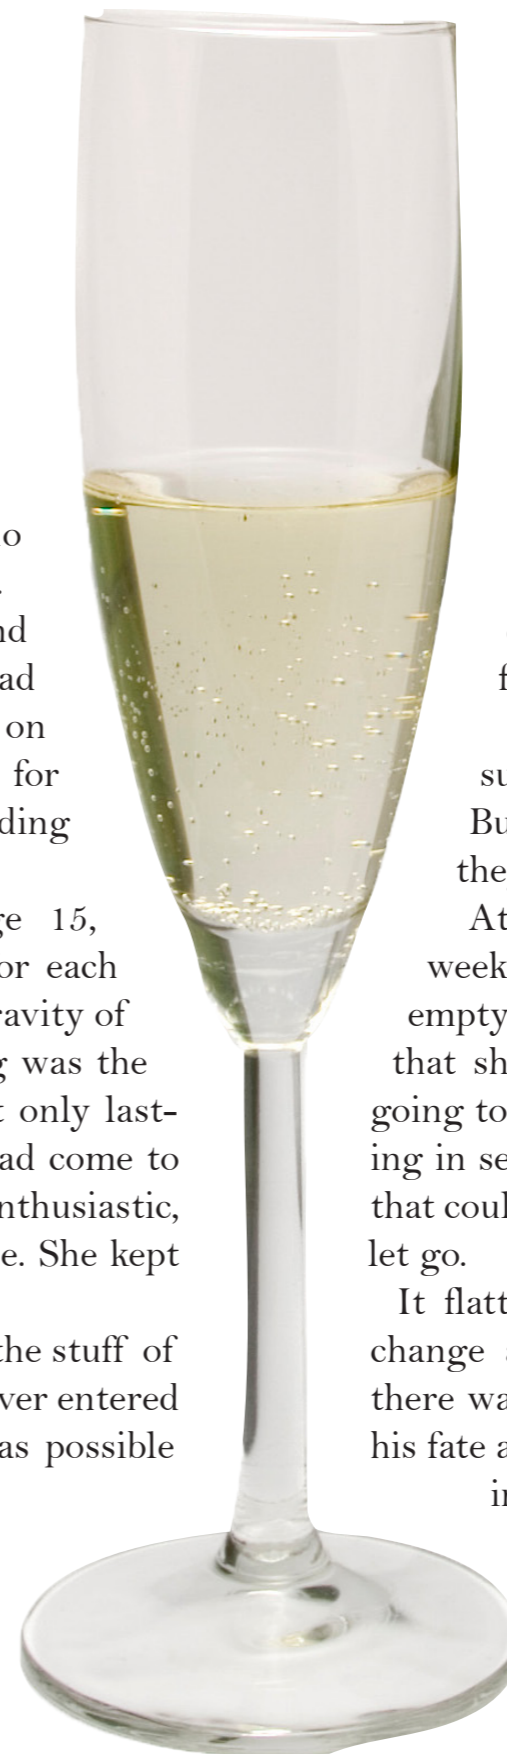 nd
ad
on
for
ding
ge 15,
or each
ravity of
g was the
t only last-
ad come to
nthusiastic,
e. She kept
the stuff of
ver entered
as possible
su
Bu
the
At
week
empty
that sh
going to
ing in se
that coul
let go.
It flatt
change
there wa
his fate a
in